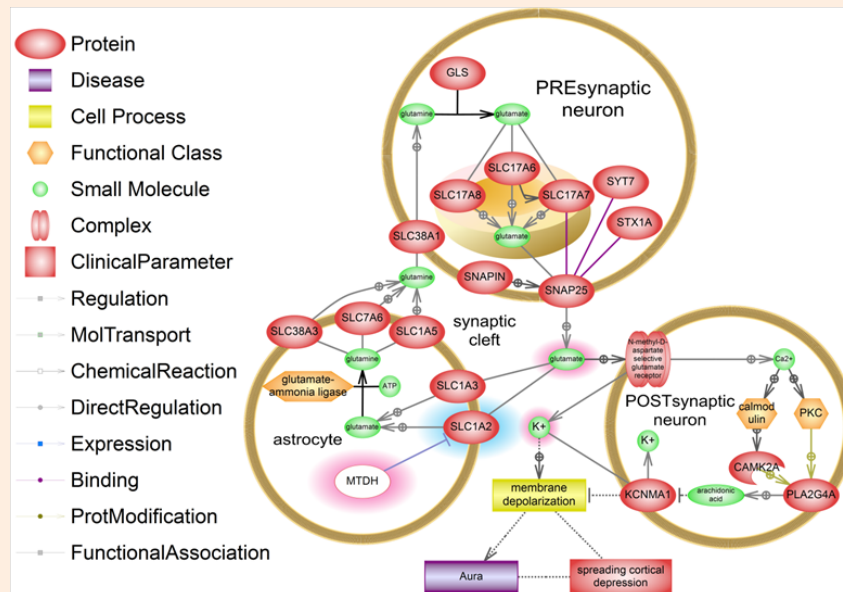 Protein
Disease
Cell Process
Functional Class
Small Molecule
Complex
ClinicalParameter
Regulation
MolTransport
ChemicalReaction
DirectRegulation
Expression
Binding
ProtModification
FunctionalAssociation
GLS
PREsynaptic
neuron
glutamine
glutamate
SLC17A6
SLC17A8
SLC17A7
SYT7
STX1A
glutamate
SLC38A1
SNAPIN
SNAP25
glutamine
synaptic
cleft
SLC7A6
SLC38A3
SLC1A5
glutamine
glutamate-
ammonia ligase
ATP
SLC1A3
glutamate
astrocyte
SLC1A2
MTDH
glutamate
N-methyl-D-
aspartate
selective
glutamate
receptor
Ca2+
POSTsynaptic
neuron
calmod
ulin
PKC
K+
K+
CAMK2A
KCNMA1
arachidonic
acid
PLA2G4A
membrane
depolarization
Aura
spreading cortical
depression